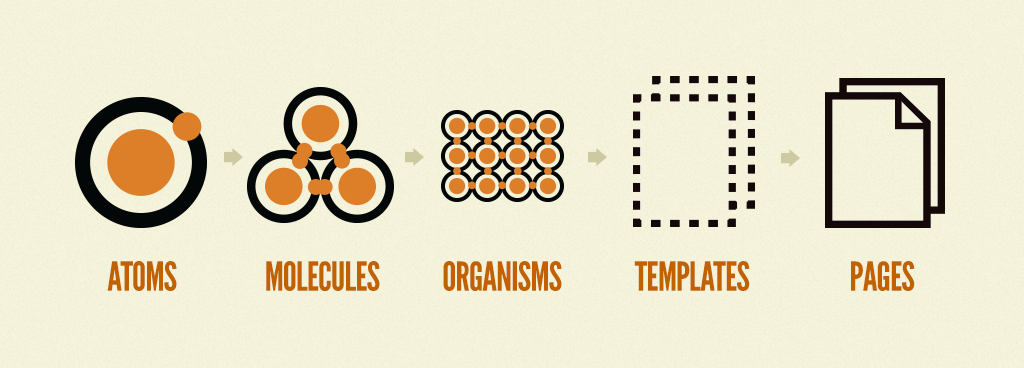 ATOMS
MOLECULES
ORGANISMS
TEMPLATES
PAGES